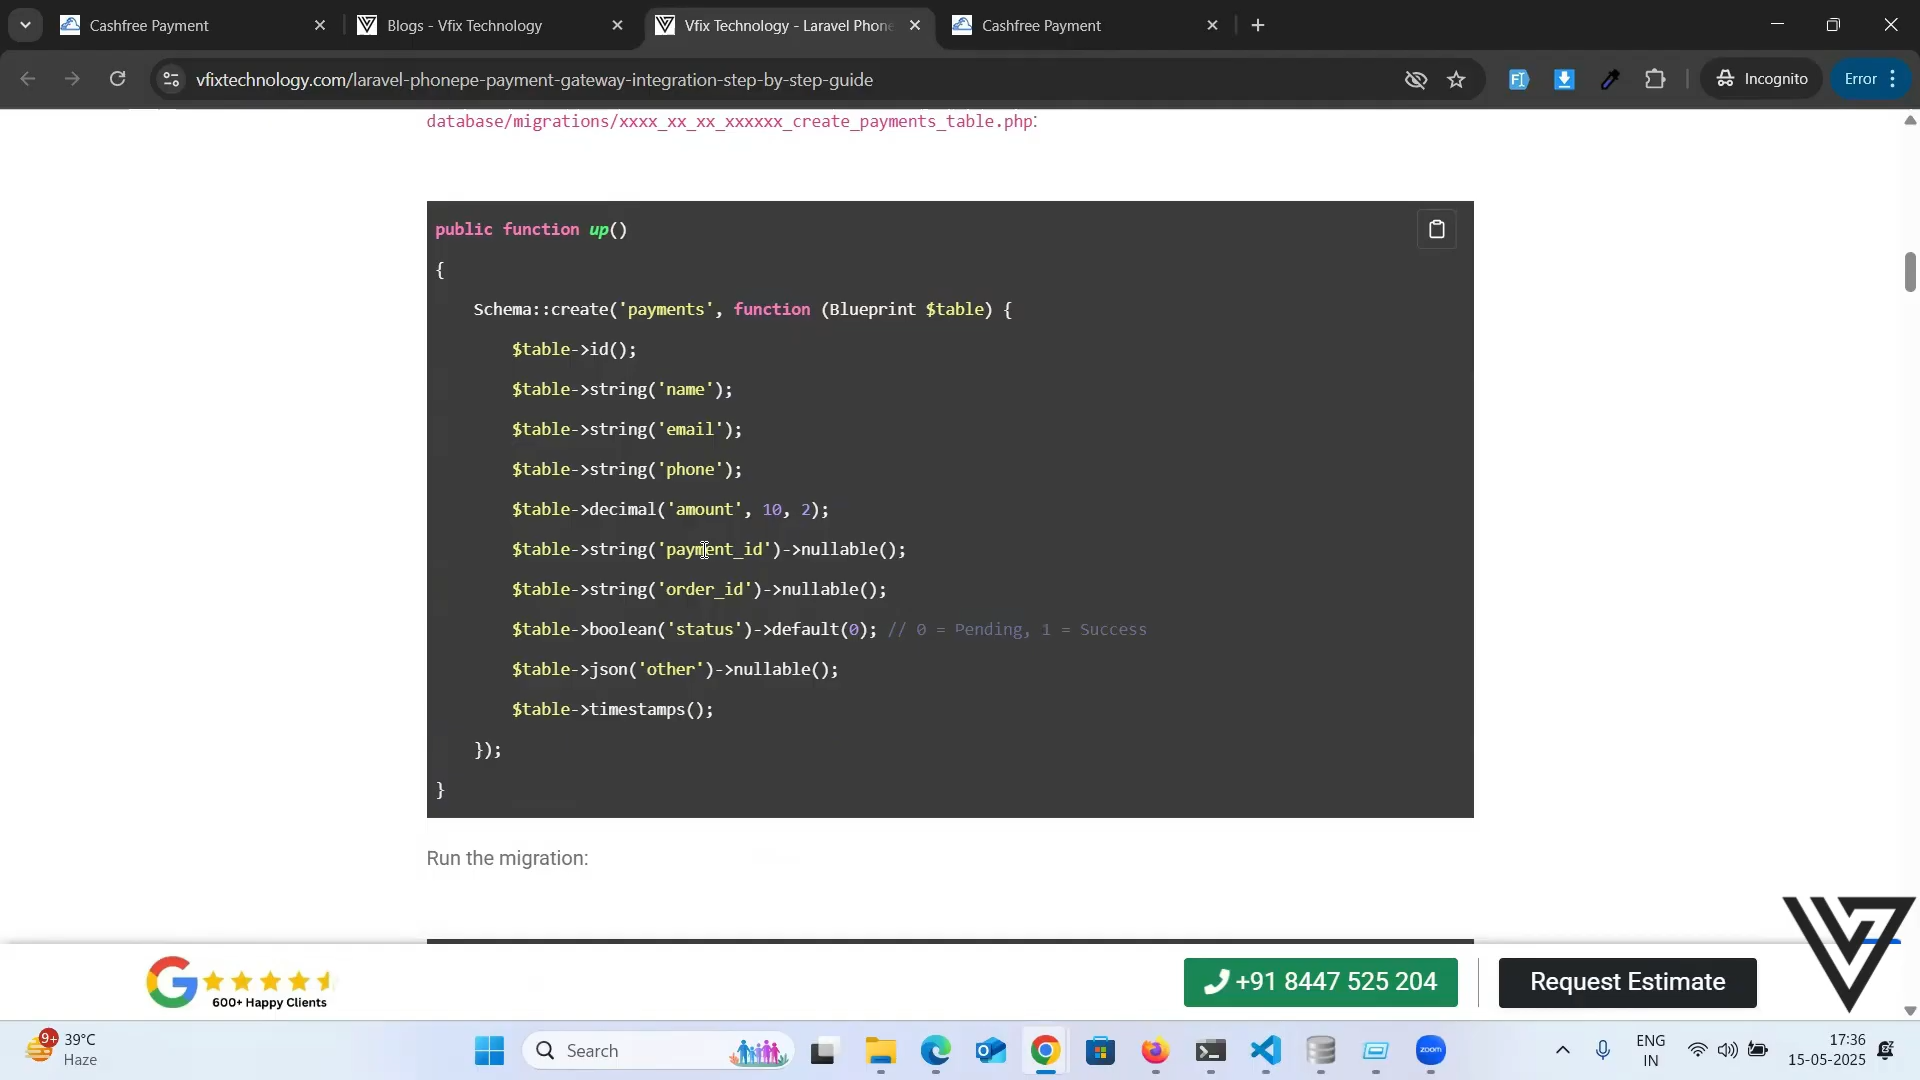 Cashfree Payment
Blogs - Vfix Technology
Vfix Technology - Laravel Phone
Cashfree Payment
vfixtechnology.com/laravel-phonepe-payment-gateway-integration-step-by-step-guide
Incognito
Error
database/migrations/xxxx_xx_xx_xxxxxx_create_payments_table.php:
public function up()
{
Schema::create('payments', function (Blueprint $table) {
$table->id();
$table->string('name');
$table->string('email');
$table->string('phone');
$table->decimal('amount', 10, 2);
$table->string('payment_id')->nullable();
$table->string('order_id')->nullable();
$table->boolean('status')->default(0); // 0 = Pending, 1 = Success
$table->json('other')->nullable();
$table->timestamps();
});
}
Run the migration:
600+ Happy Clients
+91 8447 525 204
Request Estimate
9+
39°C
Haze
Search
zoom
ENG
IN
17:36
15-05-2025